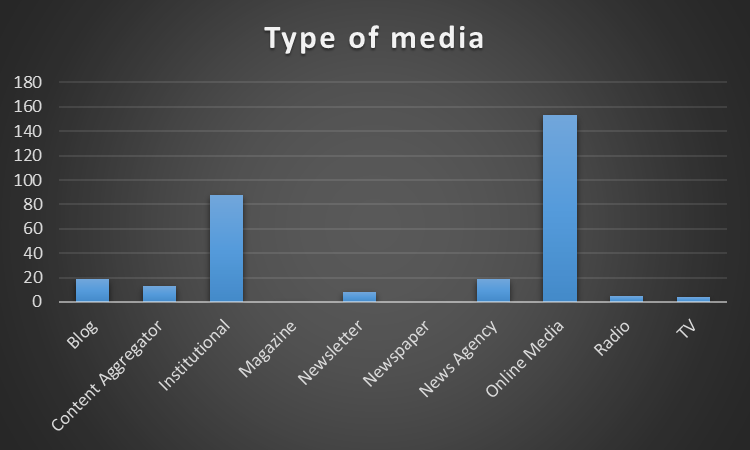 Type of media
180
160
140
120
100
80
60
40
20
0
Blog
Content Aggregator
Institutional
Magazine
Newsletter
Newspaper
News Agency
Online Media
Radio
TV